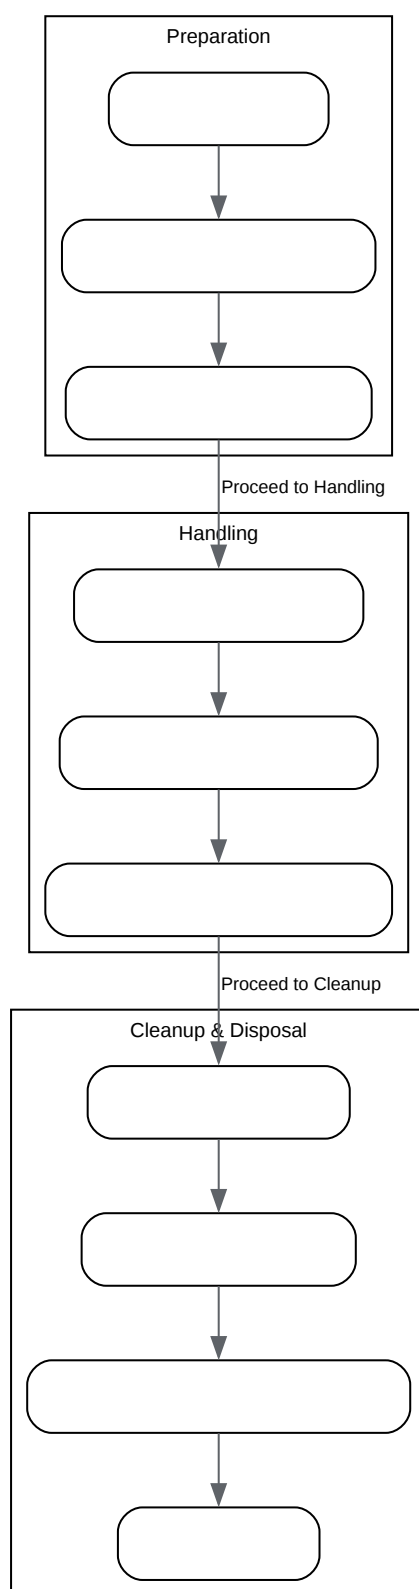 Preparation
Proceed to Handling
Handling
Proceed to Cleanup
Cleanup & Disposal